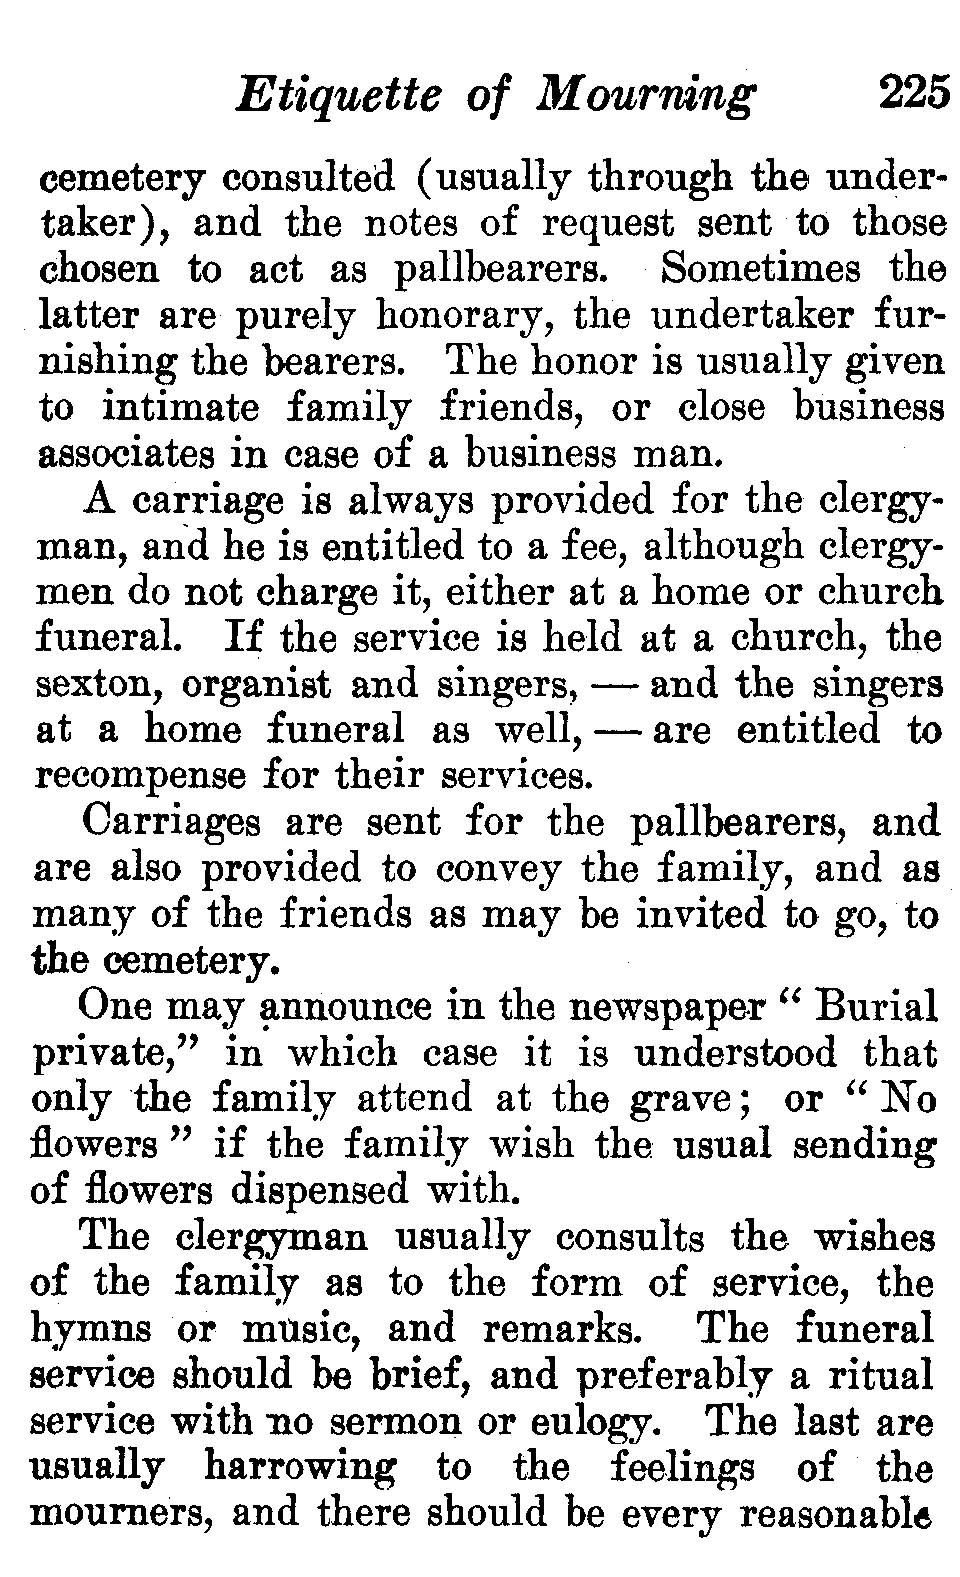 Etiquette of Mourning 225
cemetery consulted (usually through the under-
taker), and the notes of request sent to those
chosen to act as pallbearers. Sometimes the
latter are purely honorary, the undertaker fur-
nishing the bearers. The honor is usually given
to intimate family friends, or close business
associates in case of a business man.
A carriage is always provided for the clergy-
man, and he is entitled to a fee, although clergy-
men do not charge it, either at a home or church
funeral. If the service is held at a church, the
sexton, organist and singers, — and the singers
at a home funeral as well, — are entitled to
recompense for their services.
Carriages are sent for the pallbearers, and
are also provided to convey the family, and as
many of the friends as may be invited to go, to
the cemetery.
One may announce in the newspaper “ Burial
private,” in which case it is understood that
only the family attend at the grave; or “ No
flowers ” if the family wish the usual sending
of flowers dispensed with.
The clergyman usually consults the wishes
of the family as to the form of service, the
hymns or music, and remarks. The funeral
service should be brief, and preferably a ritual
service with no sermon or eulogy. The last are
usually harrowing to the feelings of the
mourners, and there should be every reasonable